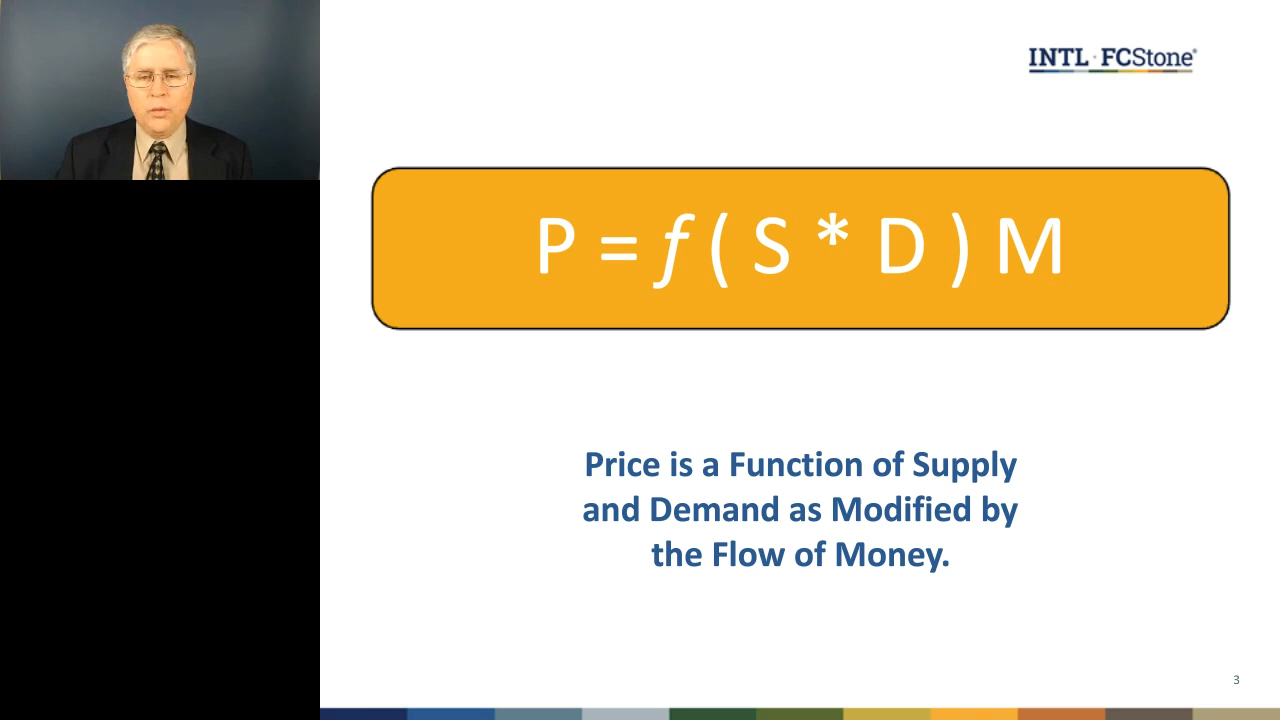 INTL FCStone®
P = f ( S * D ) M
Price is a Function of Supply
and Demand as Modified by
the Flow of Money.
3